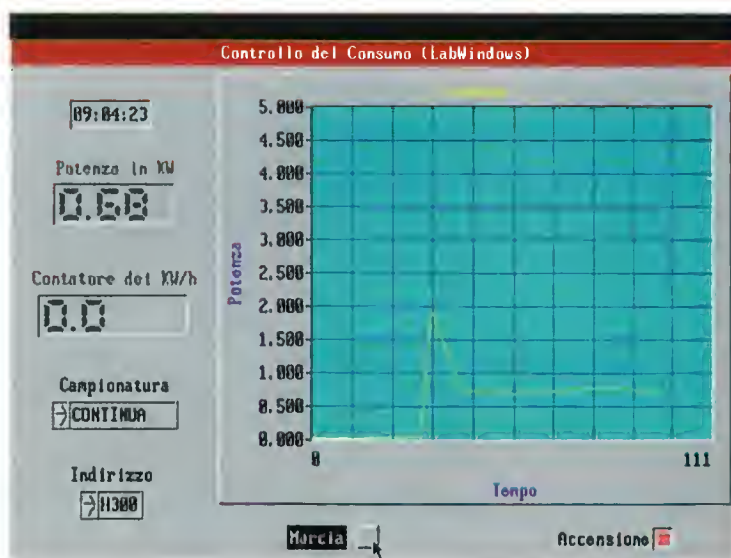 Controllo del Consumo (LabWindows)
09:04:23
Potenza in KW
0.68
Contatore dei KW/h
0.0
Campionatura
CONTINUA
Indirizzo
H300
Potenza
5.000
4.500
4.000
3.500
3.000
2.500
2.000
1.500
1.000
0.500
0.000
0
111
Tempo
Marcia
Accensione